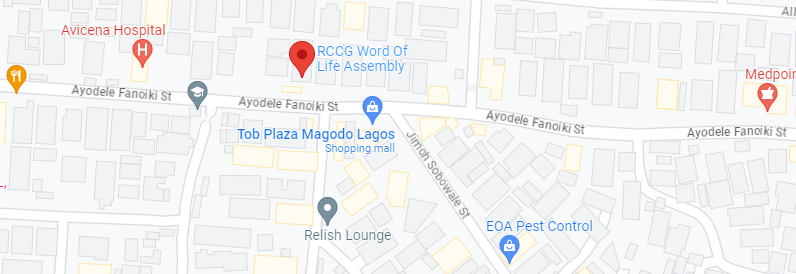 Avicena Hospital
RCCG Word Of
Life Assembly
All
Medpoin
Ayodele Fanoiki St
Ayodele Fanoiki St
Ayodele Fanoiki St
Ayodele Fanoiki St
Tob Plaza Magodo Lagos
Shopping mall
Jimoh Sobowale St
EOA Pest Control
Relish Lounge